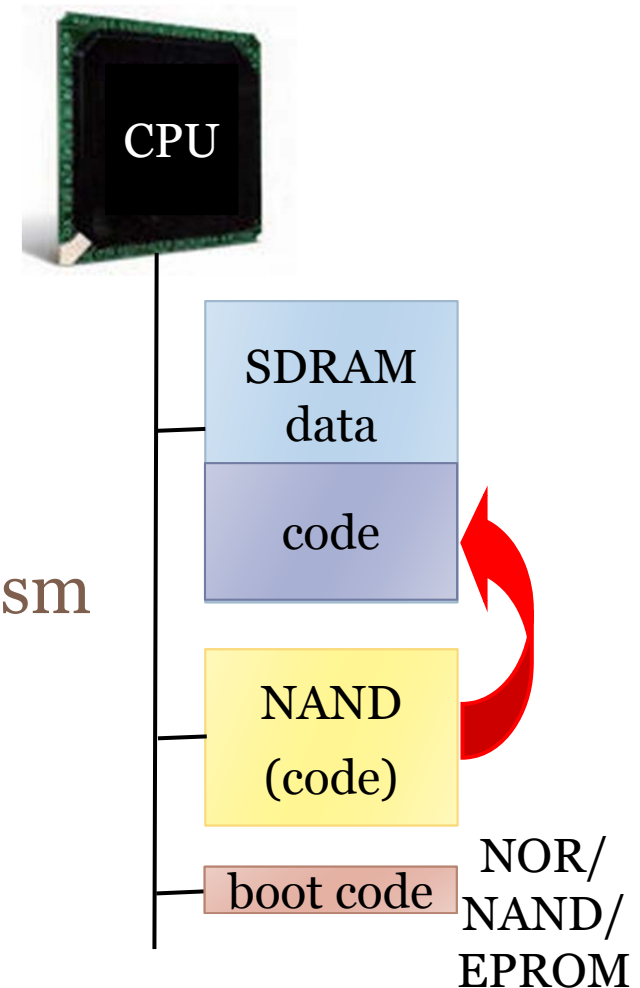 CPU
SDRAM
data
code
sm
NAND
(code)
boot code
NOR/
NAND/
EPROM